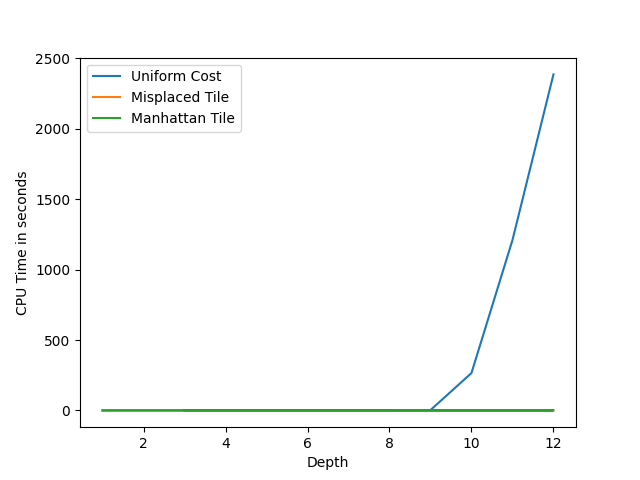 2500
2000
1500
1000
500
0
CPU Time in seconds
Uniform Cost
Misplaced Tile
Manhattan Tile
2 4 6 8 10 12
Depth